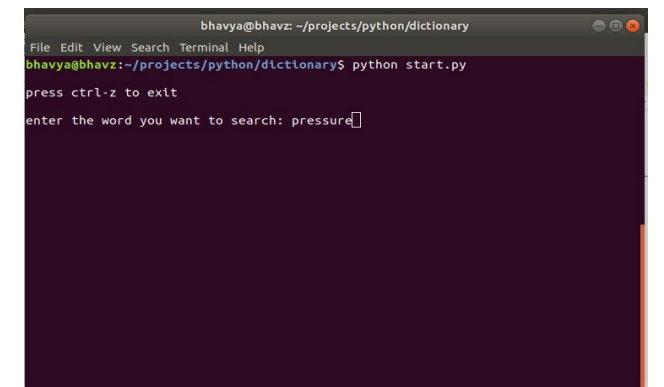 bhavya@bhavz: ~/projects/python/dictionary
File Edit View Search Terminal Help
bhavya@bhavz:~/projects/python/dictionary$ python start.py
press ctrl-z to exit
enter the word you want to search: pressure